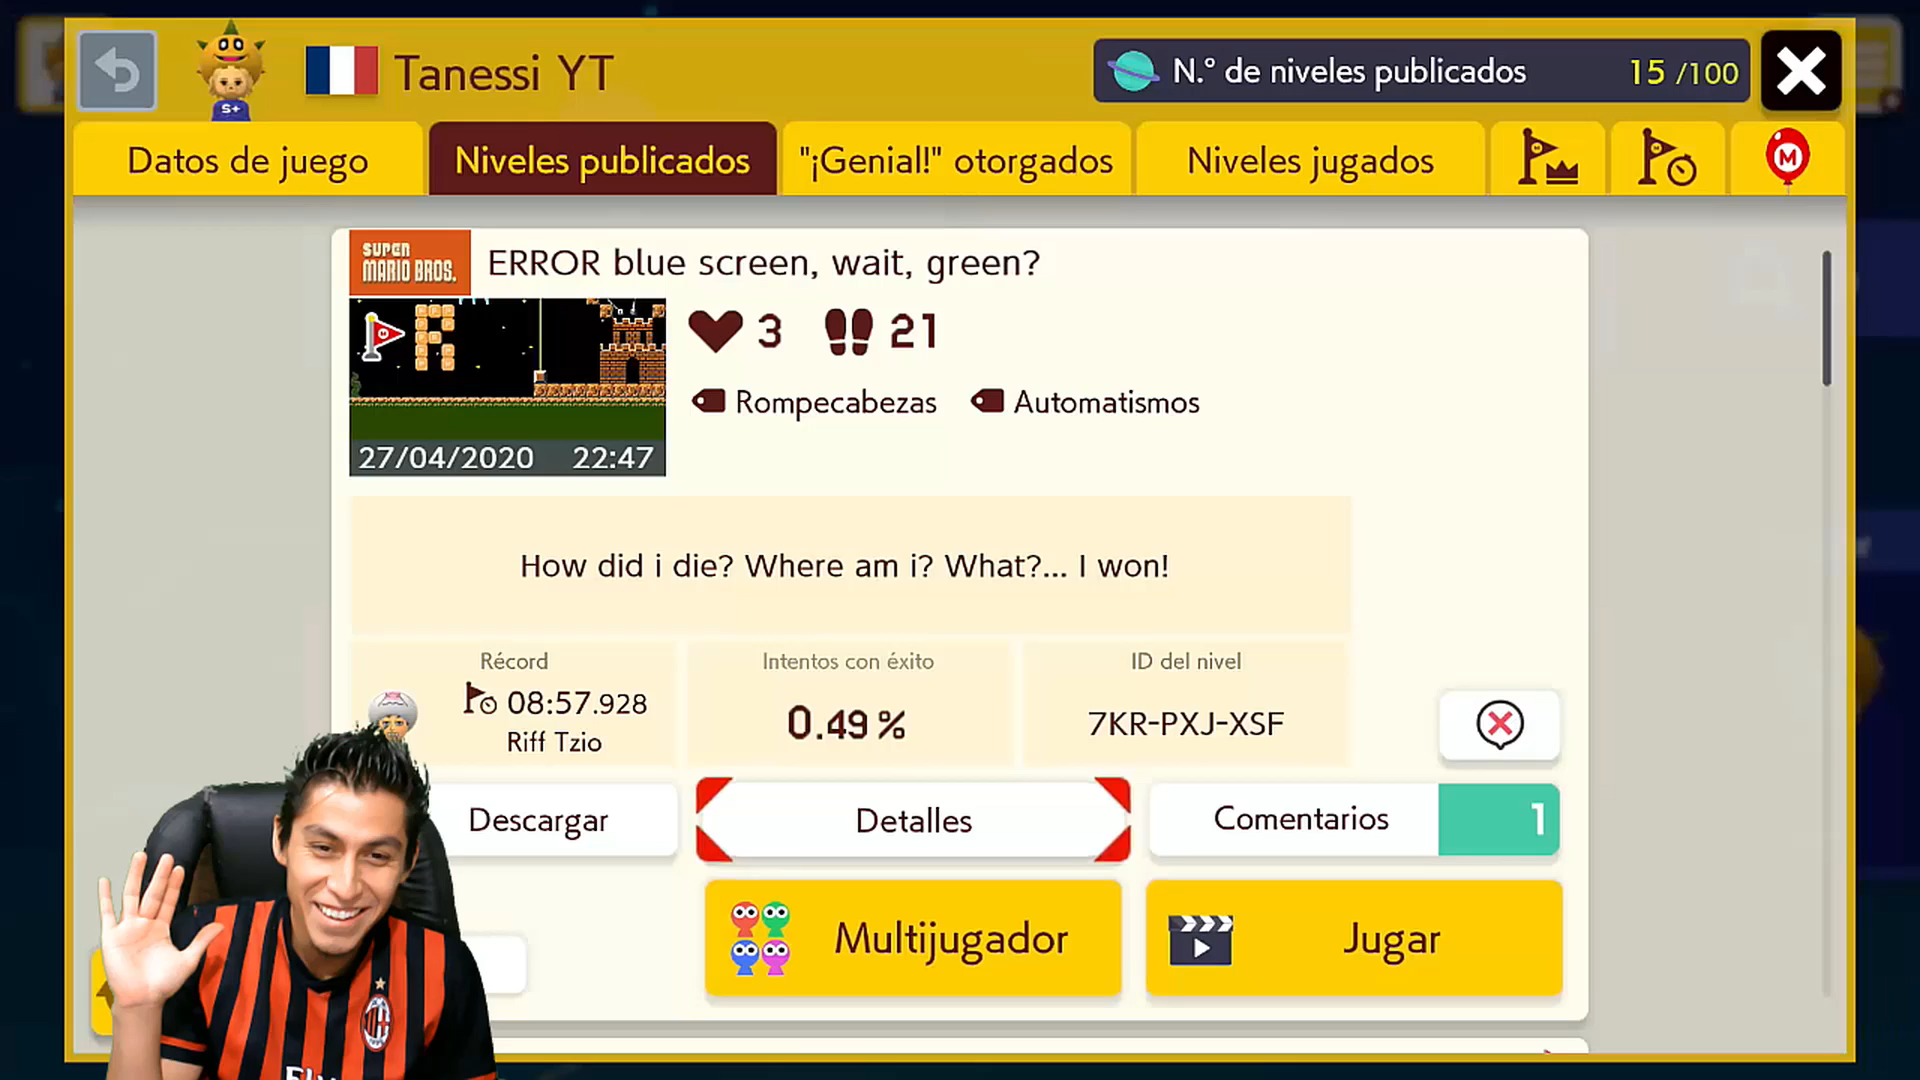 Tanessi YT
N.º de niveles publicados 15 /100
S+
Datos de juego
Niveles publicados
"¡Genial!" otorgados
Niveles jugados
M
SUPER
MARIO BROS.
ERROR blue screen, wait, green?
R
3
21
Rompecabezas
Automatismos
27/04/2020 22:47
How did i die? Where am i? What?... I won!
Récord
08:57.928
Riff Tzio
Intentos con éxito
0.49 %
ID del nivel
7KR-PXJ-XSF
Descargar
Detalles
Comentarios 1
Multijugador
Jugar